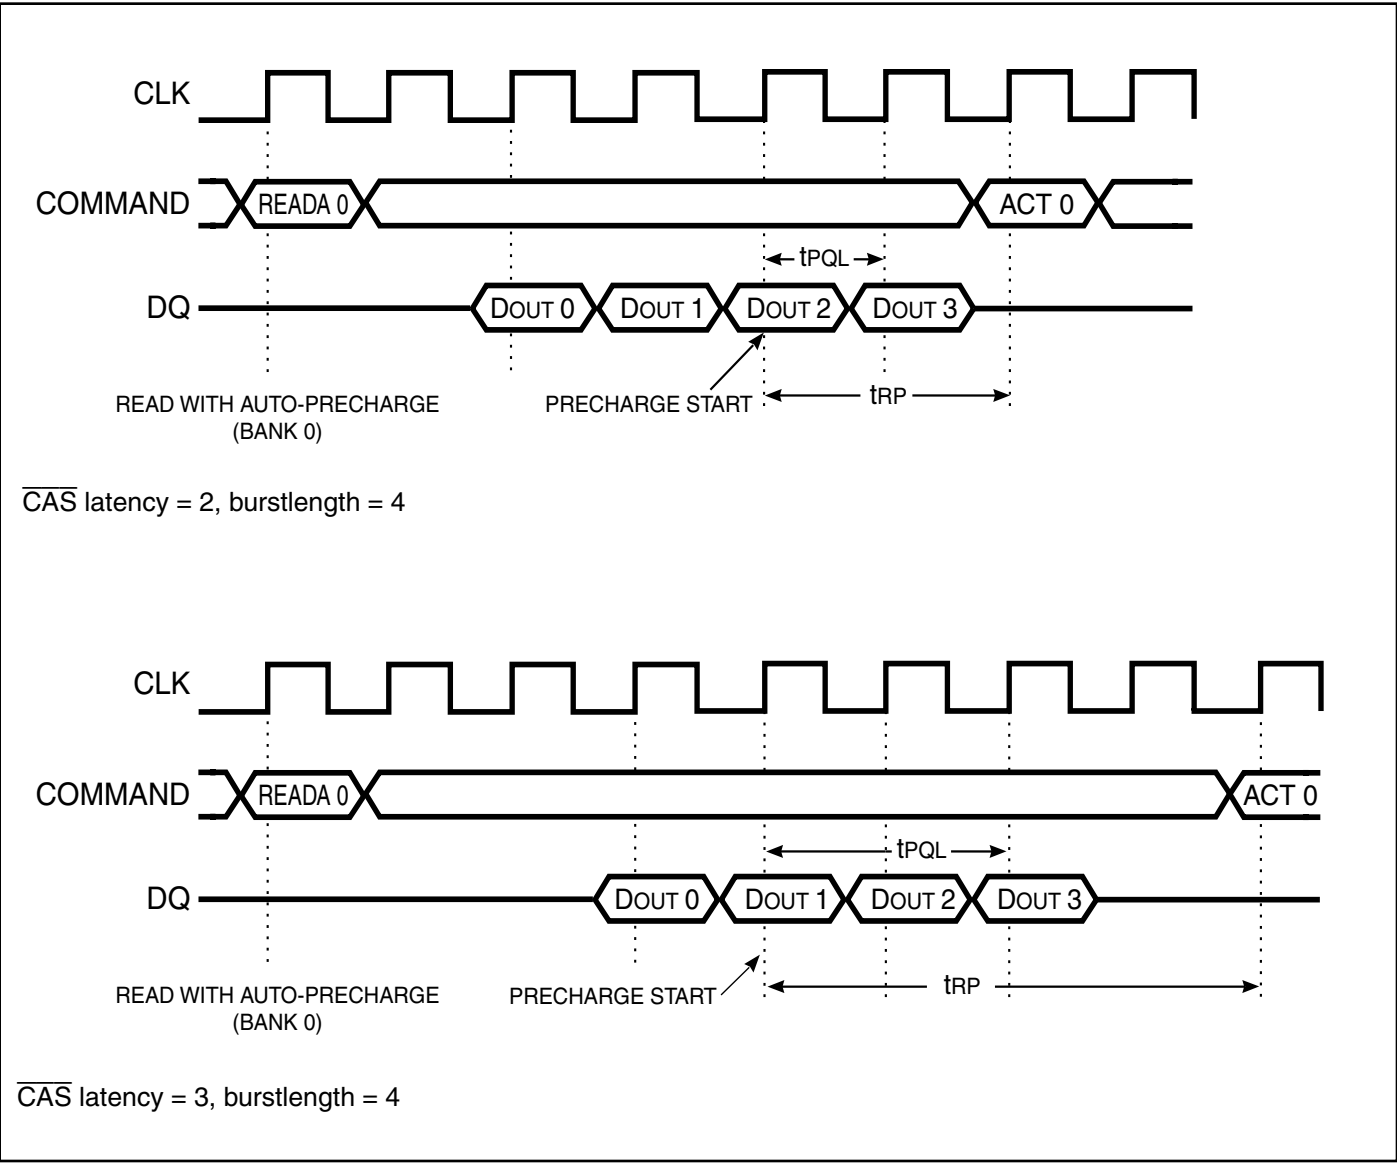 CLK
COMMAND READA 0 ACT 0
tPQL
DQ DOUT 0 DOUT 1 DOUT 2 DOUT 3
READ WITH AUTO-PRECHARGE
(BANK 0)
PRECHARGE START
tRP
CAS latency = 2, burstlength = 4
CLK
COMMAND READA 0 ACT 0
tPQL
DQ DOUT 0 DOUT 1 DOUT 2 DOUT 3
READ WITH AUTO-PRECHARGE
(BANK 0)
PRECHARGE START
tRP
CAS latency = 3, burstlength = 4